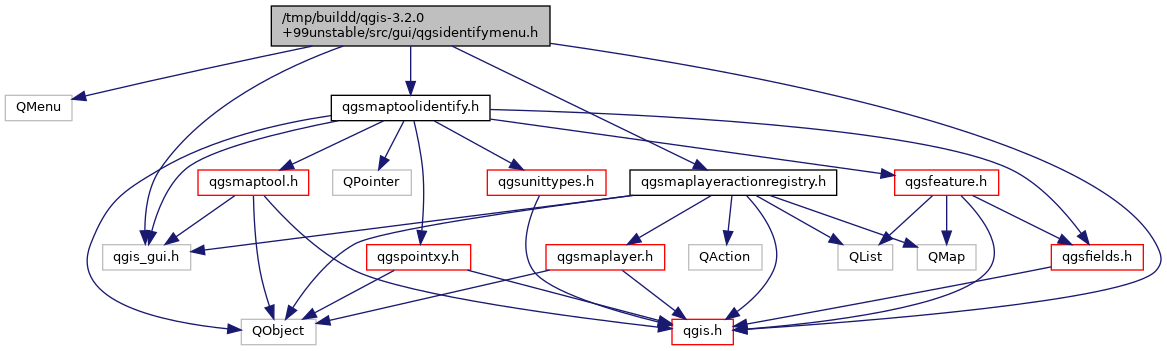 /tmp/buildd/qgis-3.2.0
+99unstable/src/gui/qgsidentifymenu.h
QMenu
qgsmaptoolidentify.h
qgsmaptool.h
QPointer
qgsunittypes.h
qgsmaplayeractionregistry.h
qgsfeature.h
qgis_gui.h
qgspointxy.h
qgsmaplayer.h
QAction
QList
QMap
qgsfields.h
QObject
qgis.h